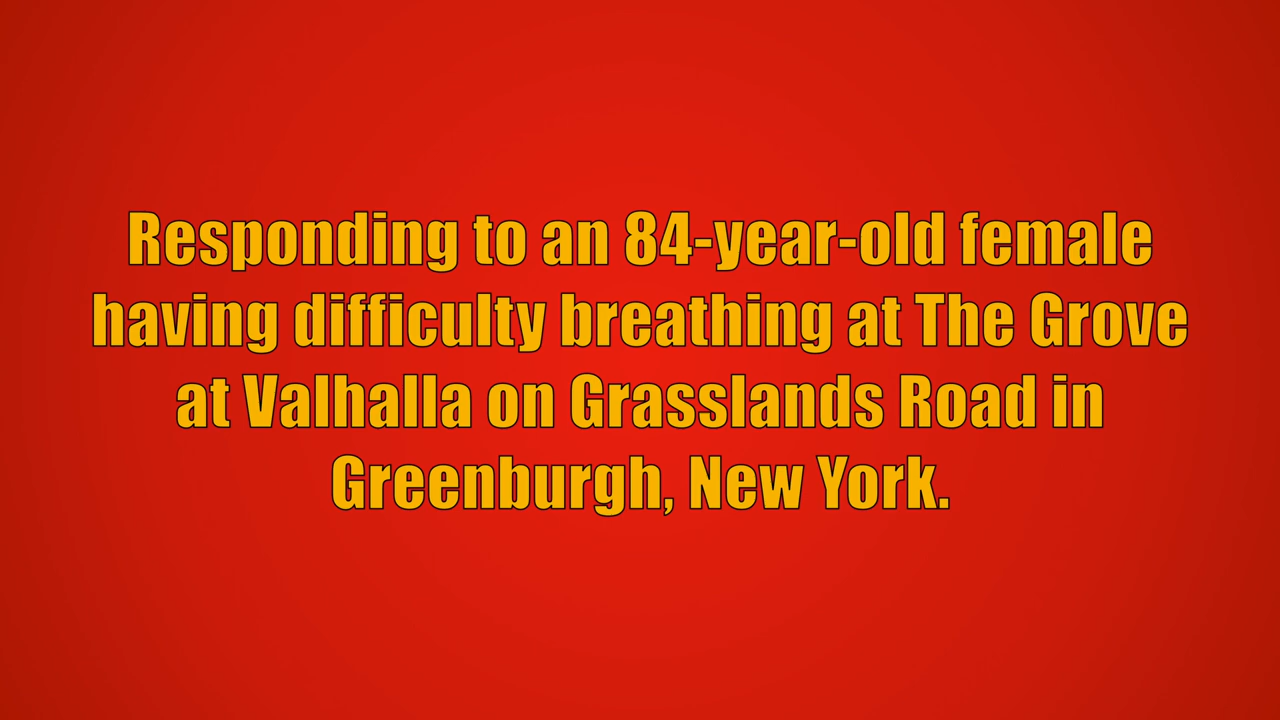 Responding to an 84-year-old female
having difficulty breathing at The Grove
at Valhalla on Grasslands Road in
Greenburgh, New York.